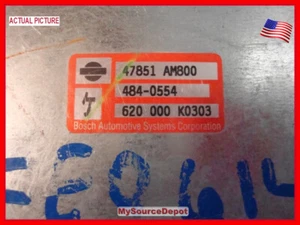 ACTUAL PICTURE
47851 AM800
484-0554
620 000 K0303
Bosch Automotive Systems Corporation
MySourceDepot